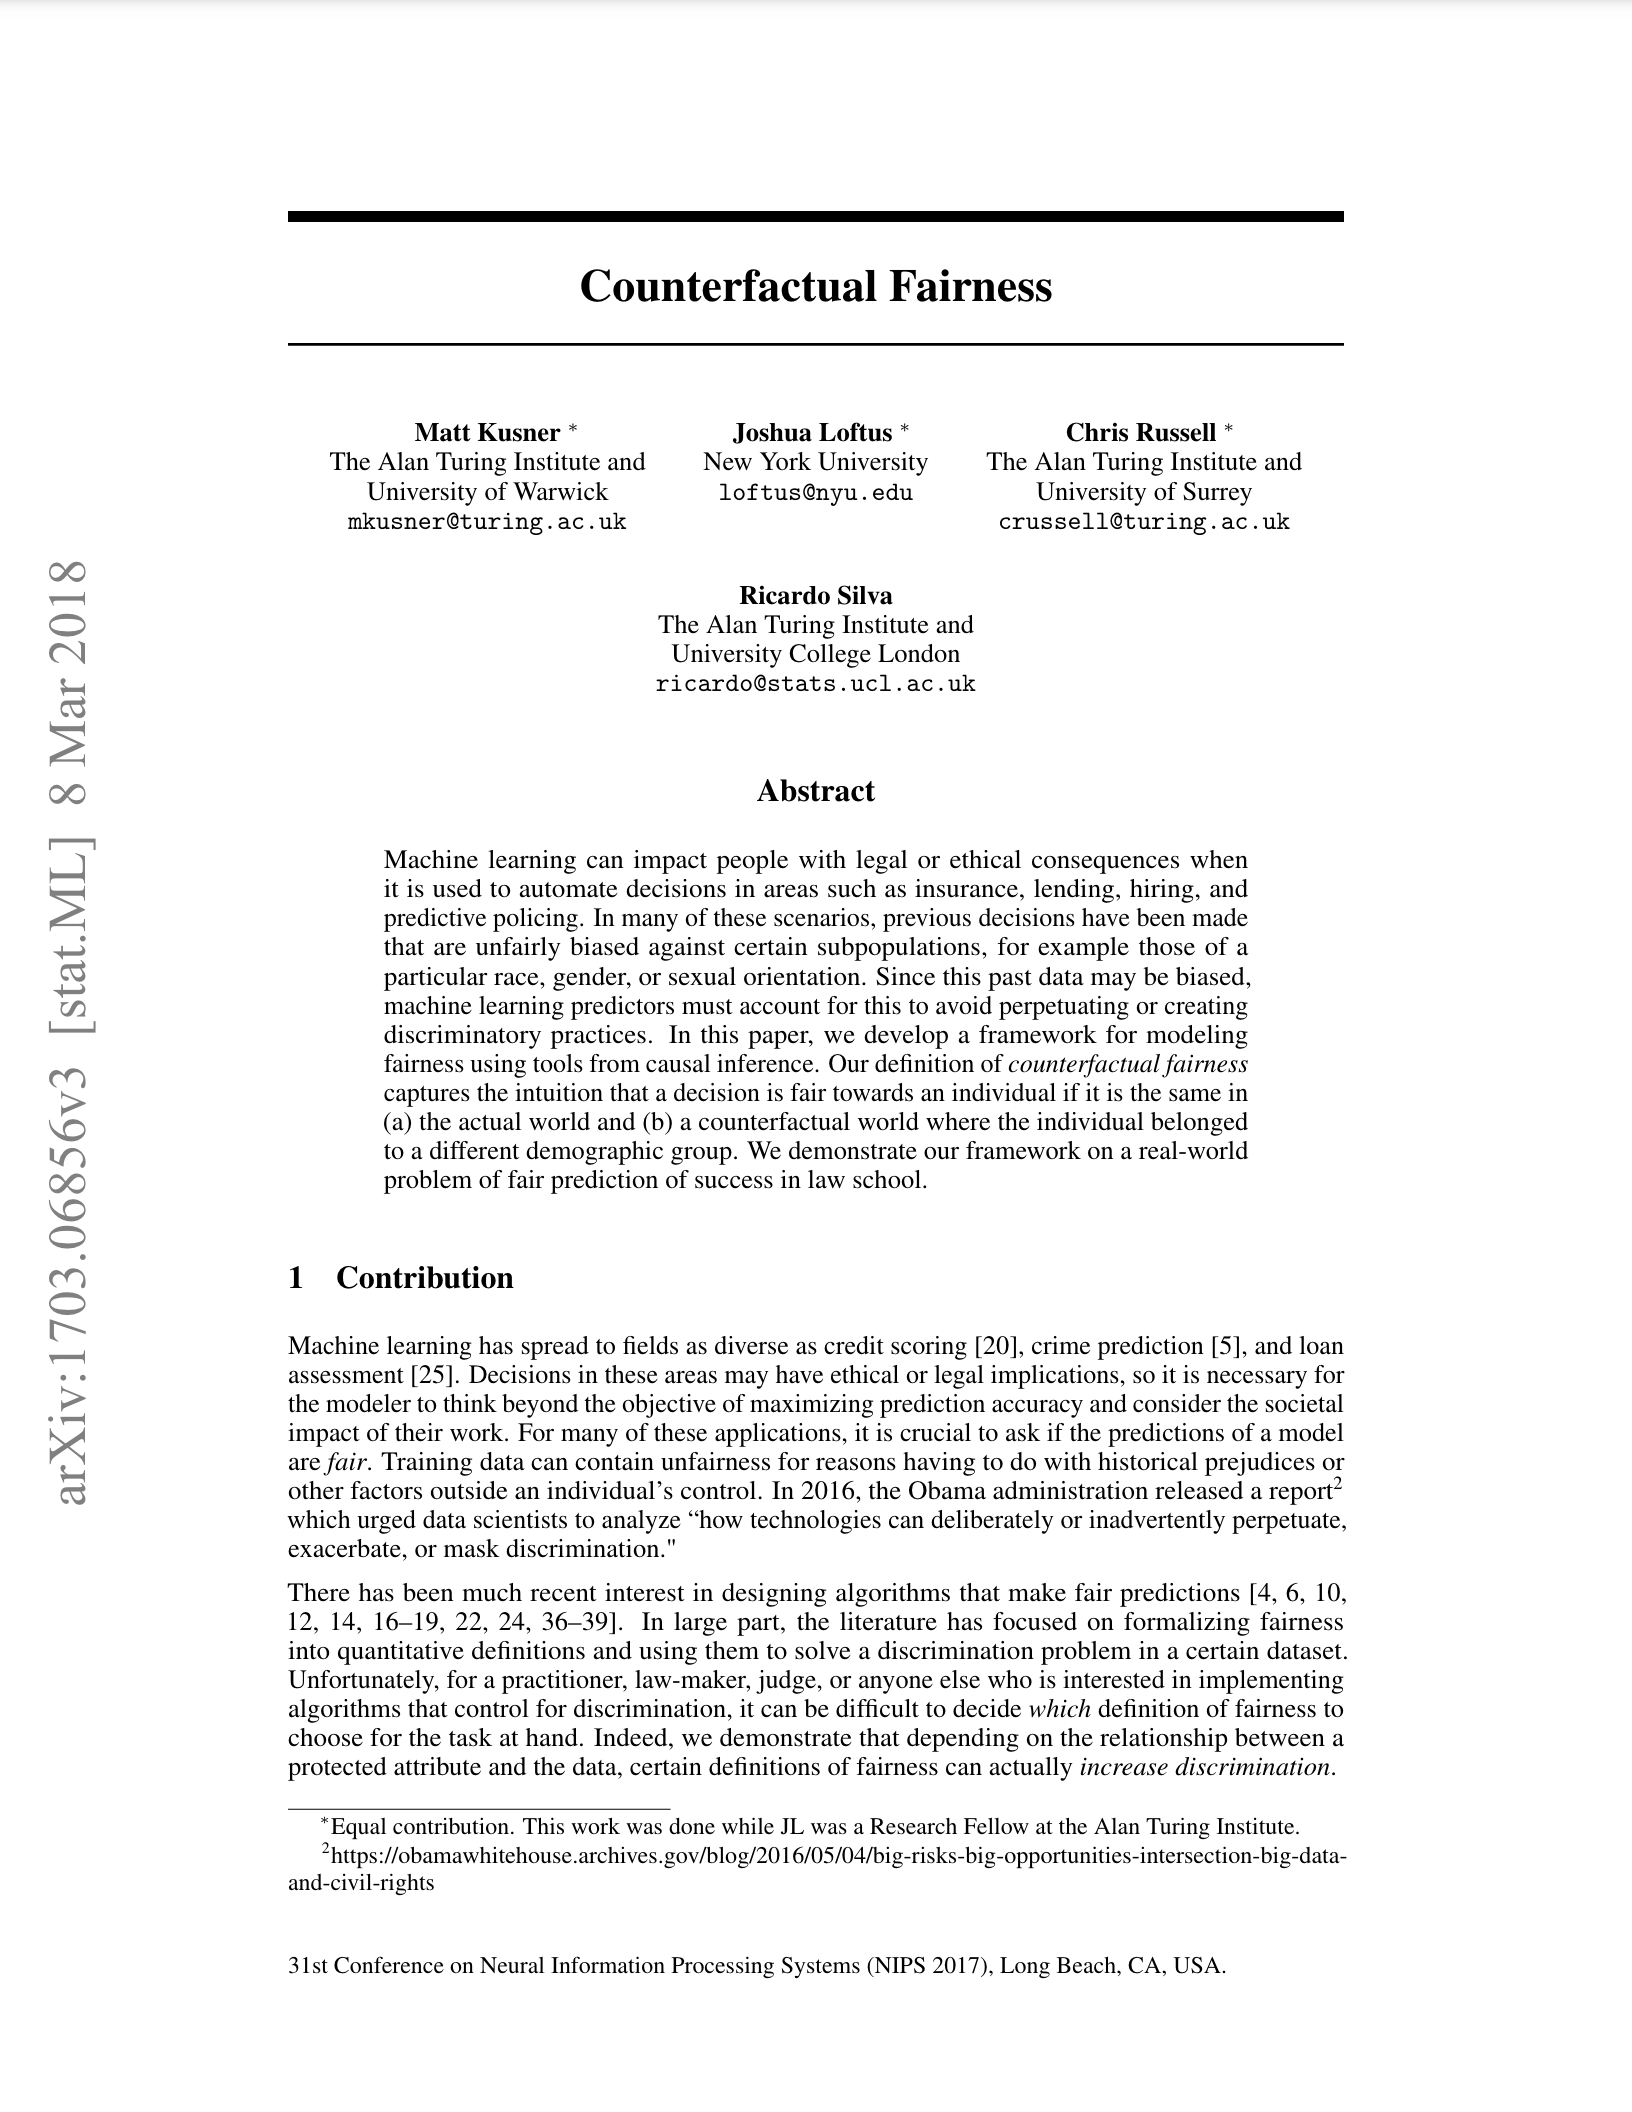 Counterfactual Fairness
Matt Kusner *
The Alan Turing Institute and
University of Warwick
mkusner@turing.ac.uk
Joshua Loftus *
New York University
loftus@nyu.edu
Chris Russell *
The Alan Turing Institute and
University of Surrey
crussell@turing.ac.uk
Ricardo Silva
The Alan Turing Institute and
University College London
ricardo@stats.ucl.ac.uk
arXiv:1703.06856v3 [stat.ML] 8 Mar 2018
Abstract
Machine learning can impact people with legal or ethical consequences when
it is used to automate decisions in areas such as insurance, lending, hiring, and
predictive policing. In many of these scenarios, previous decisions have been made
that are unfairly biased against certain subpopulations, for example those of a
particular race, gender, or sexual orientation. Since this past data may be biased,
machine learning predictors must account for this to avoid perpetuating or creating
discriminatory practices. In this paper, we develop a framework for modeling
fairness using tools from causal inference. Our definition of counterfactual fairness
captures the intuition that a decision is fair towards an individual if it is the same in
(a) the actual world and (b) a counterfactual world where the individual belonged
to a different demographic group. We demonstrate our framework on a real-world
problem of fair prediction of success in law school.
1 Contribution
Machine learning has spread to fields as diverse as credit scoring [20], crime prediction [5], and loan
assessment [25]. Decisions in these areas may have ethical or legal implications, so it is necessary for
the modeler to think beyond the objective of maximizing prediction accuracy and consider the societal
impact of their work. For many of these applications, it is crucial to ask if the predictions of a model
are fair. Training data can contain unfairness for reasons having to do with historical prejudices or
other factors outside an individual's control. In 2016, the Obama administration released a report2
which urged data scientists to analyze “how technologies can deliberately or inadvertently perpetuate,
exacerbate, or mask discrimination."
There has been much recent interest in designing algorithms that make fair predictions [4, 6, 10,
12, 14, 16–19, 22, 24, 36–39]. In large part, the literature has focused on formalizing fairness
into quantitative definitions and using them to solve a discrimination problem in a certain dataset.
Unfortunately, for a practitioner, law-maker, judge, or anyone else who is interested in implementing
algorithms that control for discrimination, it can be difficult to decide which definition of fairness to
choose for the task at hand. Indeed, we demonstrate that depending on the relationship between a
protected attribute and the data, certain definitions of fairness can actually increase discrimination.
*Equal contribution. This work was done while JL was a Research Fellow at the Alan Turing Institute.
2https://obamawhitehouse.archives.gov/blog/2016/05/04/big-risks-big-opportunities-intersection-big-data-
and-civil-rights
31st Conference on Neural Information Processing Systems (NIPS 2017), Long Beach, CA, USA.